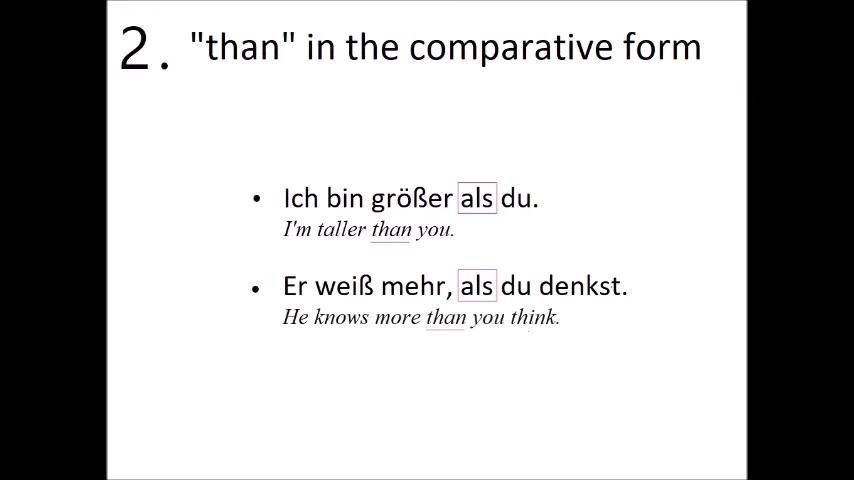 2. "than" in the comparative form
• Ich bin größer als du.
I'm taller than you.
• Er weiß mehr, als du denkst.
He knows more than you think.